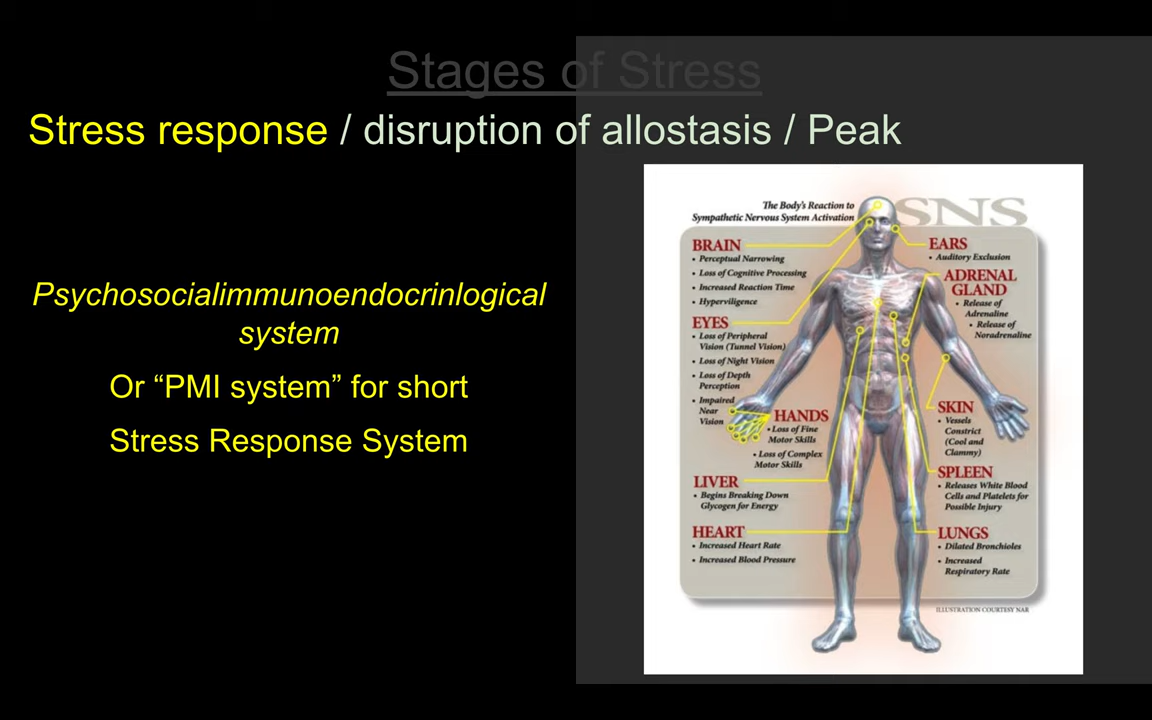 Stages of Stress
Stress response / disruption of allostasis / Peak
Psychosocialimmunoendocrinlogical
system
Or “PMI system” for short
Stress Response System
The Body's Reaction to
Sympathetic Nervous System Activation
SNS
BRAIN
• Perceptual Narrowing
• Loss of Cognitive Processing
• Increased Reaction Time
• Hyperviligence
EYES
• Loss of Peripheral
Vision (Tunnel Vision)
• Loss of Night Vision
• Loss of Depth
Perception
• Impaired
Near
Vision
HANDS
• Loss of Fine
Motor Skills
• Loss of Complex
Motor Skills
LIVER
• Begins Breaking Down
Glycogen for Energy
HEART
• Increased Heart Rate
• Increased Blood Pressure
EARS
• Auditory Exclusion
ADRENAL
GLAND
• Release of
Adrenaline
• Release of
Noradrenaline
SKIN
• Vessels
Constrict
(Cool and
Clammy)
SPLEEN
• Releases White Blood
Cells and Platelets for
Possible Injury
LUNGS
• Dilated Bronchioles
• Increased
Respiratory Rate
ILLUSTRATION COURTESY NAR